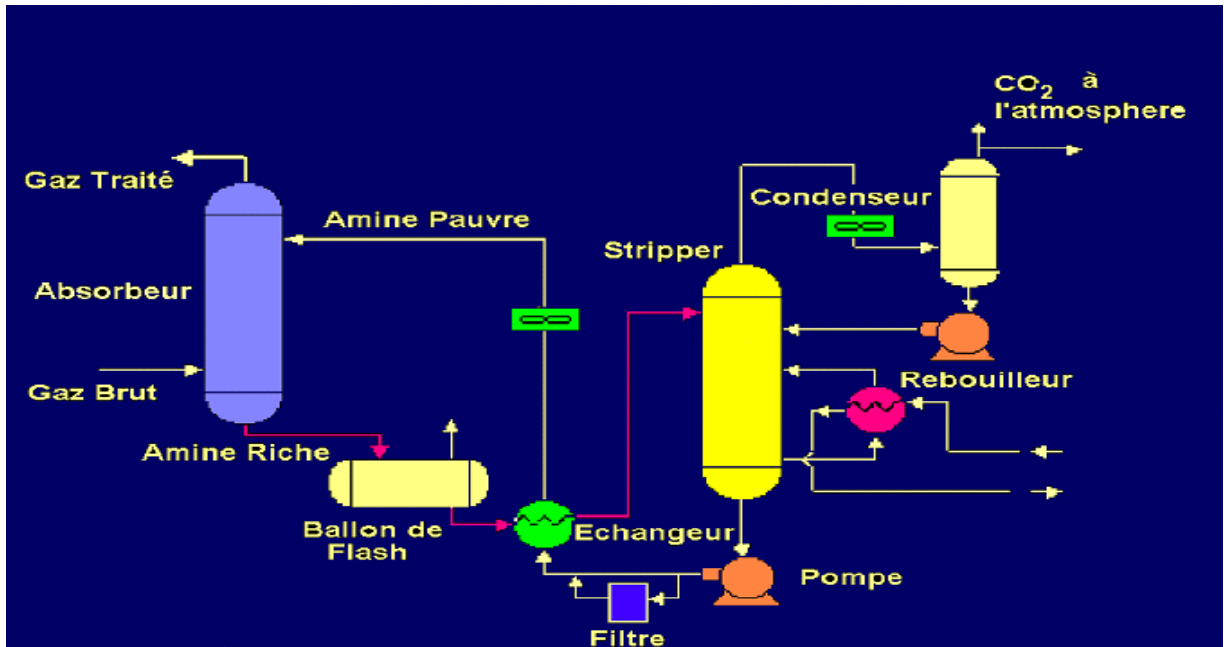 CO2 à
l'atmosphere
Gaz Traité
Condenseur
Amine Pauvre
Stripper
Absorbeur
Rebouilleur
Gaz Brut
Amine Riche
Ballon de
Flash
Echangeur
Pompe
Filtre